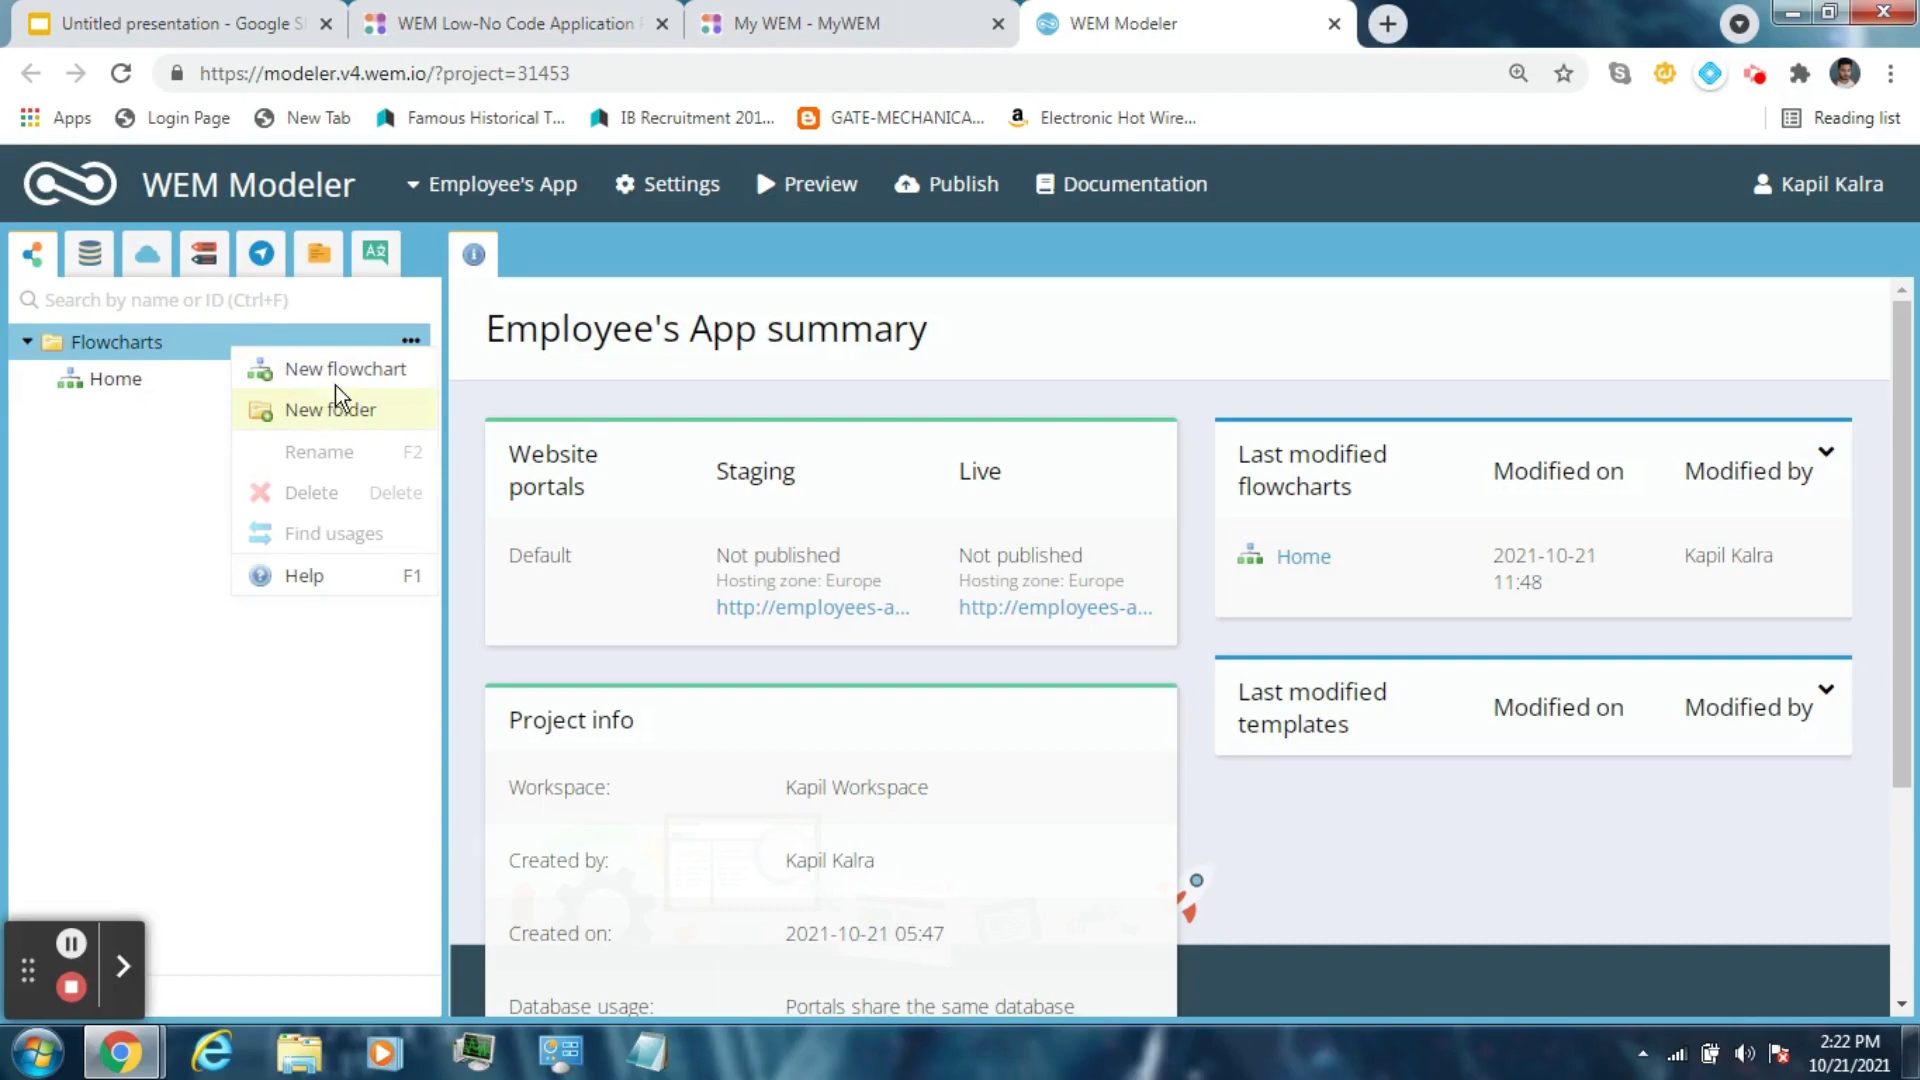 Untitled presentation - Google S
WEM Low-No Code Application
My WEM - MyWEM
WEM Modeler
https://modeler.v4.wem.io/?project=31453
Apps
Login Page
New Tab
Famous Historical T...
IB Recruitment 201...
GATE-MECHANICA...
Electronic Hot Wire...
Reading list
WEM Modeler
Employee's App
Settings
Preview
Publish
Documentation
Kapil Kalra
Search by name or ID (Ctrl+F)
Flowcharts
Home
New flowchart
New folder
Rename F2
Delete Delete
Find usages
Help F1
Employee's App summary
Website portals
Staging
Live
Default
Not published
Hosting zone: Europe
http://employees-a...
Not published
Hosting zone: Europe
http://employees-a...
Last modified flowcharts
Modified on
Modified by
Home
2021-10-21 11:48
Kapil Kalra
Last modified templates
Modified on
Modified by
Project info
Workspace: Kapil Workspace
Created by: Kapil Kalra
Created on: 2021-10-21 05:47
Database usage: Portals share the same database
2:22 PM
10/21/2021